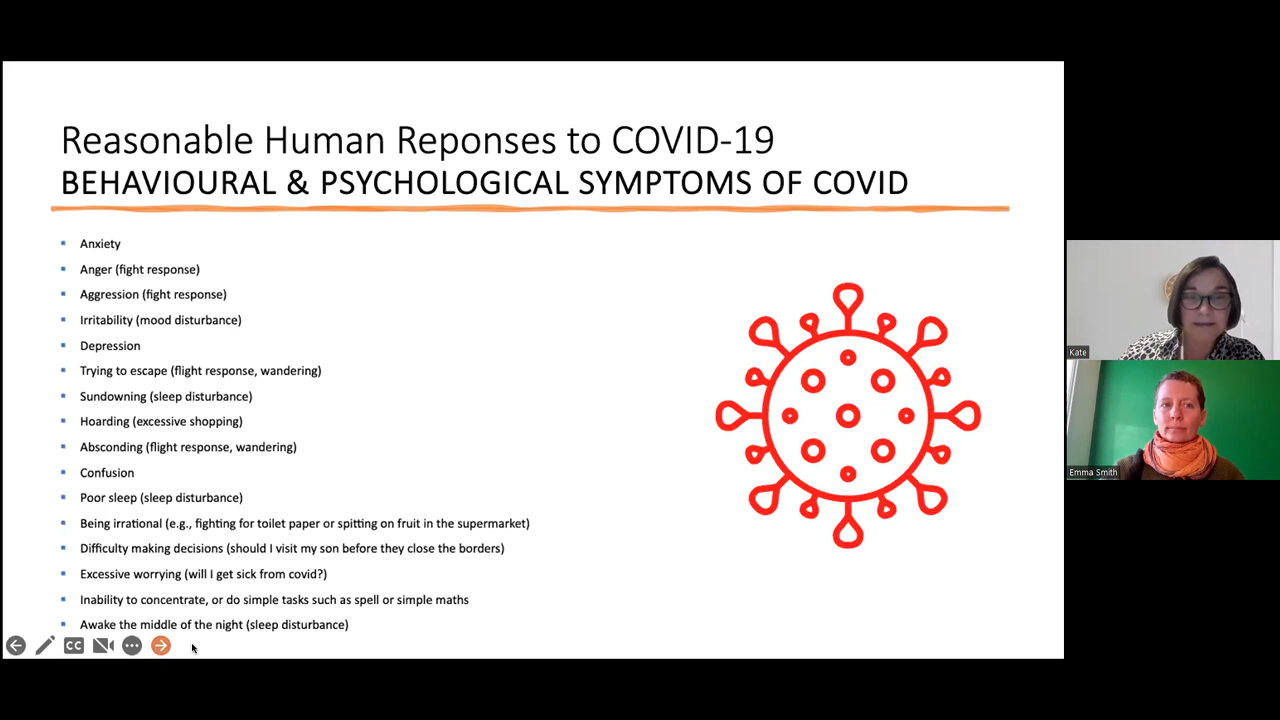 Reasonable Human Reponses to COVID-19
BEHAVIOURAL & PSYCHOLOGICAL SYMPTOMS OF COVID
Anxiety
Anger (fight response)
Aggression (fight response)
Irritability (mood disturbance)
Depression
Trying to escape (flight response, wandering)
Sundowning (sleep disturbance)
Hoarding (excessive shopping)
Absconding (flight response, wandering)
Confusion
Poor sleep (sleep disturbance)
Being irrational (e.g., fighting for toilet paper or spitting on fruit in the supermarket)
Difficulty making decisions (should I visit my son before they close the borders)
Excessive worrying (will I get sick from covid?)
Inability to concentrate, or do simple tasks such as spell or simple maths
Awake the middle of the night (sleep disturbance)
CC
Kate
Emma Smith